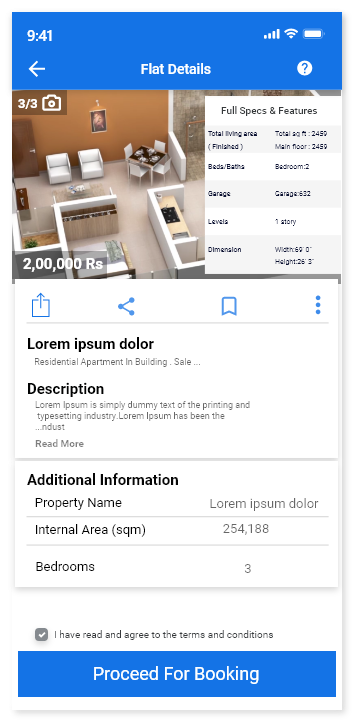 9:41
Flat Details
?
3/3
Full Specs & Features
Total living area
( Finished )
Total sq ft : 2459
Main floor : 2459
Beds/Baths
Bedroom:2
Garage
Garage:632
Levels
1 story
Dimension
Width:69' 0"
Height:26' 3"
2,00,000 Rs
Lorem ipsum dolor
Residential Apartment In Building . Sale ...
Description
Lorem Ipsum is simply dummy text of the printing and
typesetting industry.Lorem Ipsum has been the
...ndust
Read More
Additional Information
Property Name Lorem ipsum dolor
Internal Area (sqm) 254,188
Bedrooms 3
I have read and agree to the terms and conditions
Proceed For Booking